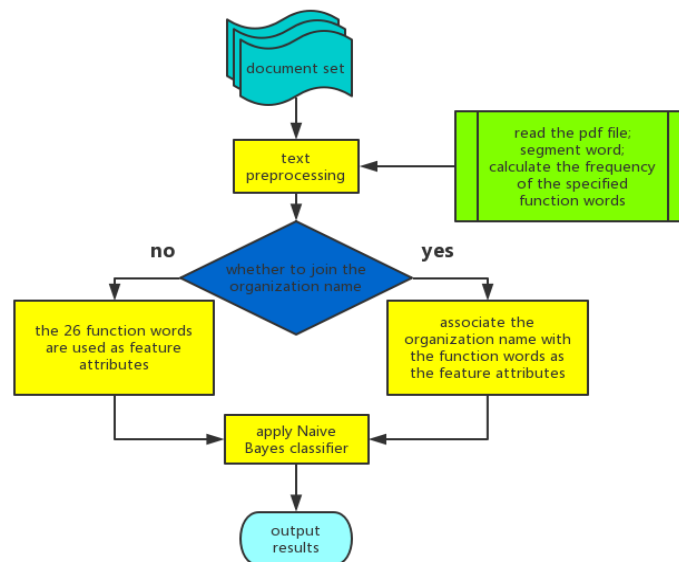 document set
text
preprocessing
read the pdf file;
segment word;
calculate the frequency
of the specified
function words
no
yes
whether to join the
organization name
the 26 function words
are used as feature
attributes
associate the
organization name with
the function words as
the feature attributes
apply Naive
Bayes classifier
output
results